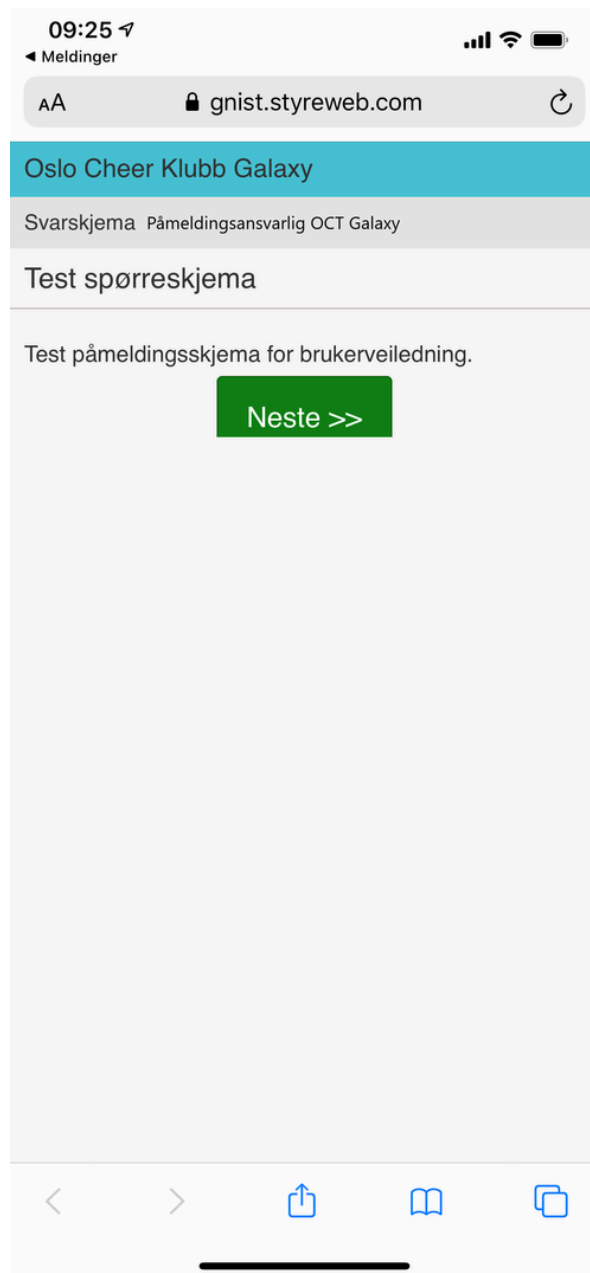 09:25
◀ Meldinger
AA gnist.styreweb.com
Oslo Cheer Klubb Galaxy
Svarskjema Påmeldingsansvarlig OCT Galaxy
Test spørreskjema
Test påmeldingsskjema for brukerveiledning.
Neste >>